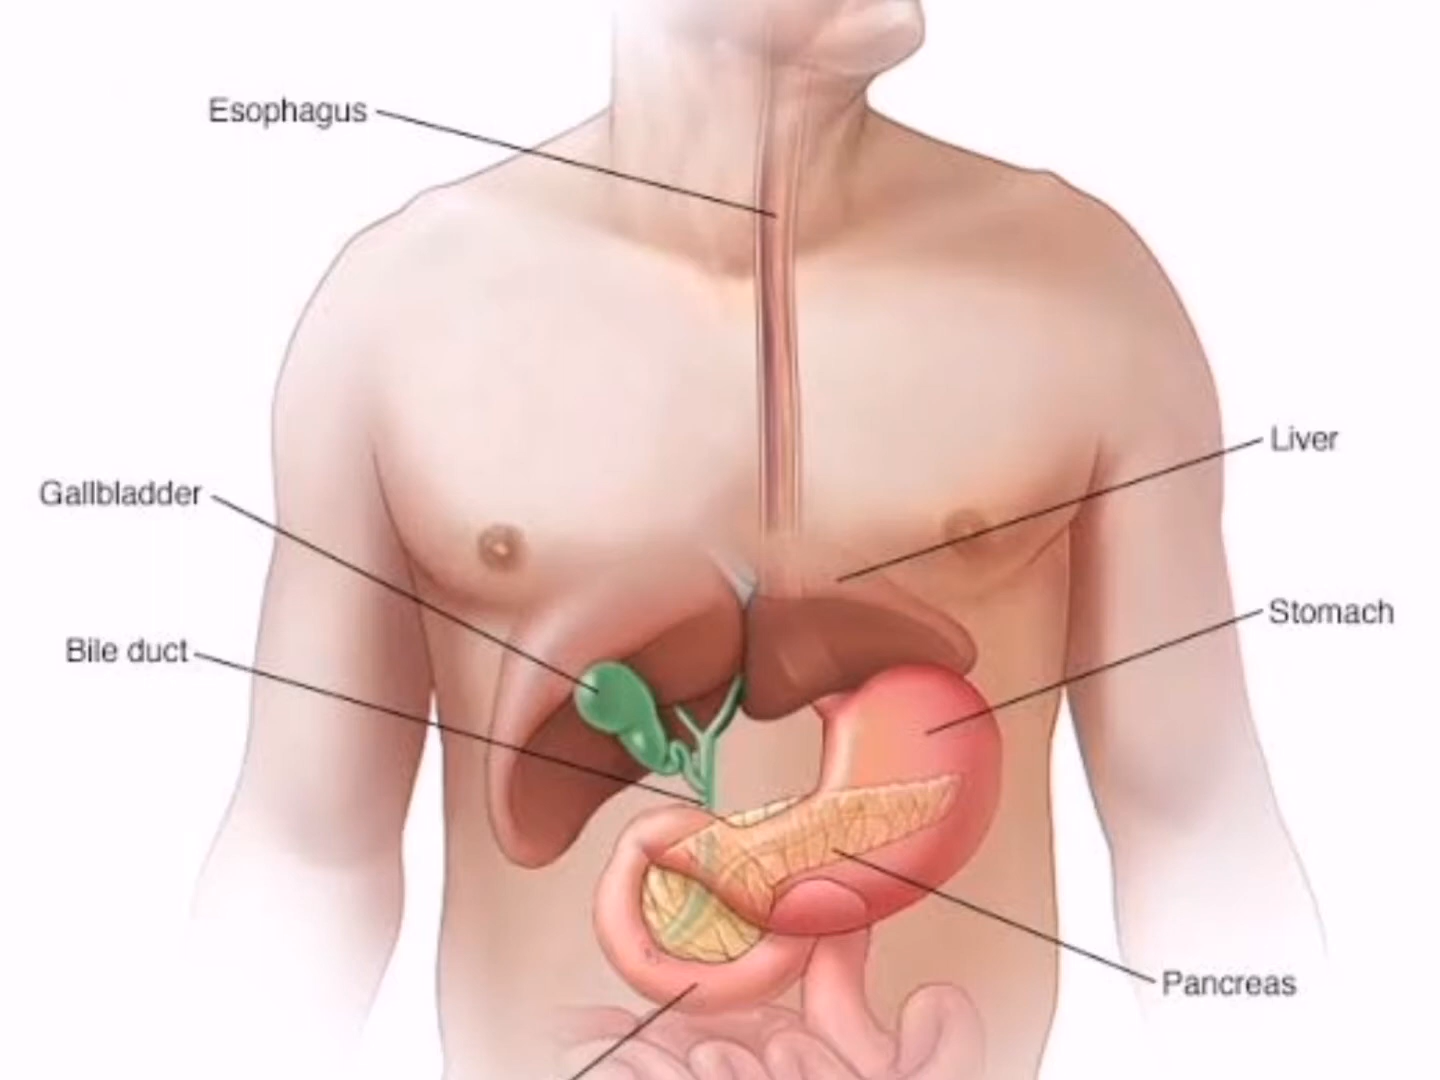 Esophagus
Liver
Gallbladder
Stomach
Bile duct
Pancreas